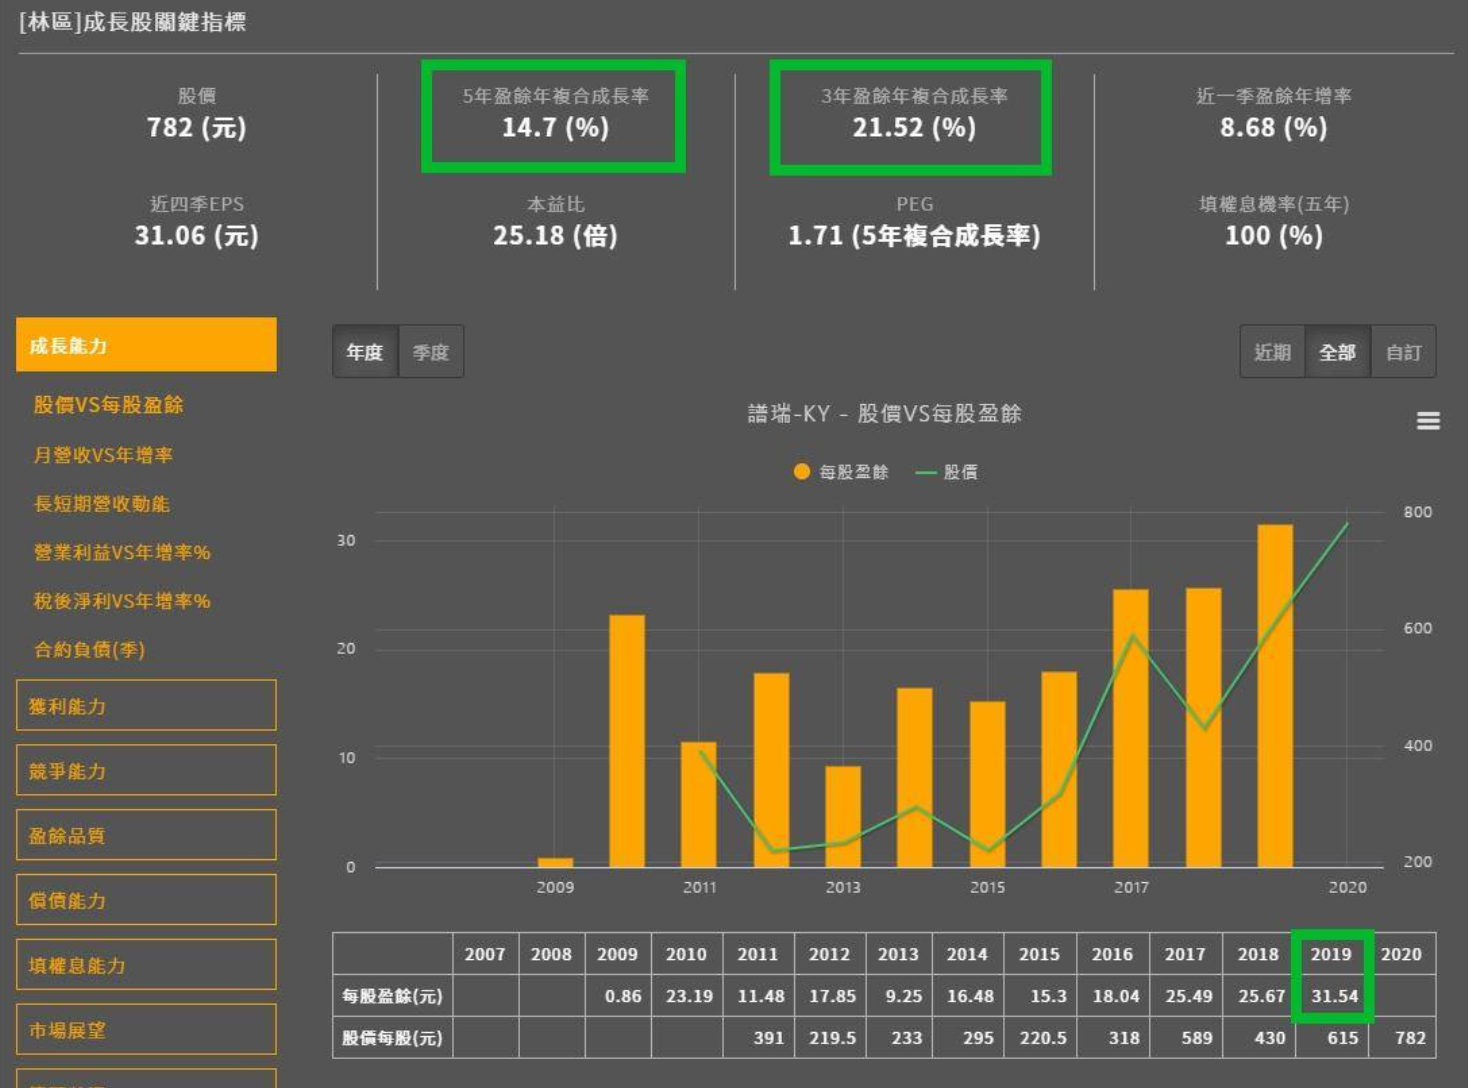 [林區]成長股關鍵指標
股價
782 (元)
5年盈餘年複合成長率
14.7 (%)
3年盈餘年複合成長率
21.52 (%)
近一季盈餘年增率
8.68 (%)
近四季EPS
31.06 (元)
本益比
25.18 (倍)
PEG
1.71 (5年複合成長率)
填權息機率(五年)
100 (%)
成長能力
股價VS每股盈餘
月營收VS年增率
長短期營收動能
營業利益VS年增率%
稅後淨利VS年增率%
合約負債(季)
獲利能力
競爭能力
盈餘品質
償債能力
填權息能力
市場展望
年度 季度
近期 全部 自訂
譜瑞-KY - 股價VS每股盈餘
每股盈餘 股價
30
20
10
0
800
600
400
200
2009 2011 2013 2015 2017 2020
2007 2008 2009 2010 2011 2012 2013 2014 2015 2016 2017 2018 2019 2020
每股盈餘(元) 0.86 23.19 11.48 17.85 9.25 16.48 15.3 18.04 25.49 25.67 31.54
股價每股(元) 391 219.5 233 295 220.5 318 589 430 615 782